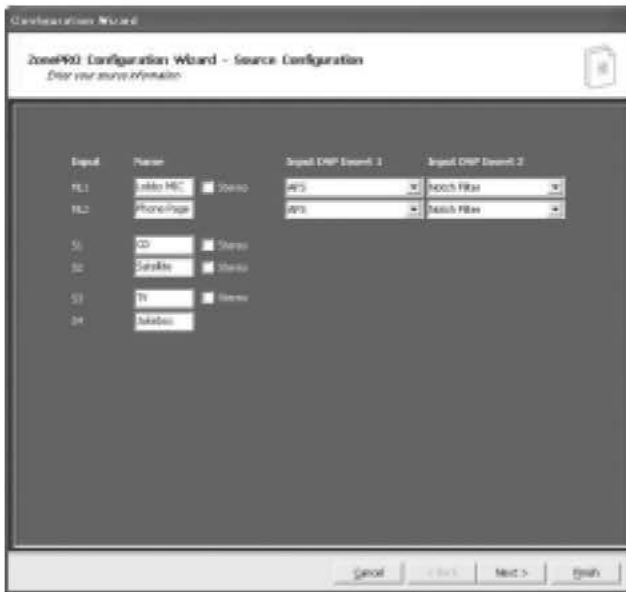 Configuration Wizard
ZonePRO Configuration Wizard - Source Configuration
Enter your source information
Input Name Input DSP Insert 1 Input DSP Insert 2
ML1 Lobby MIC Stereo AFS Notch Filter
ML2 Phone Page AFS Notch Filter
S1 CD Stereo
S2 Satellite Stereo
S3 TV Stereo
S4 Jukebox
Cancel < Back Next > Finish